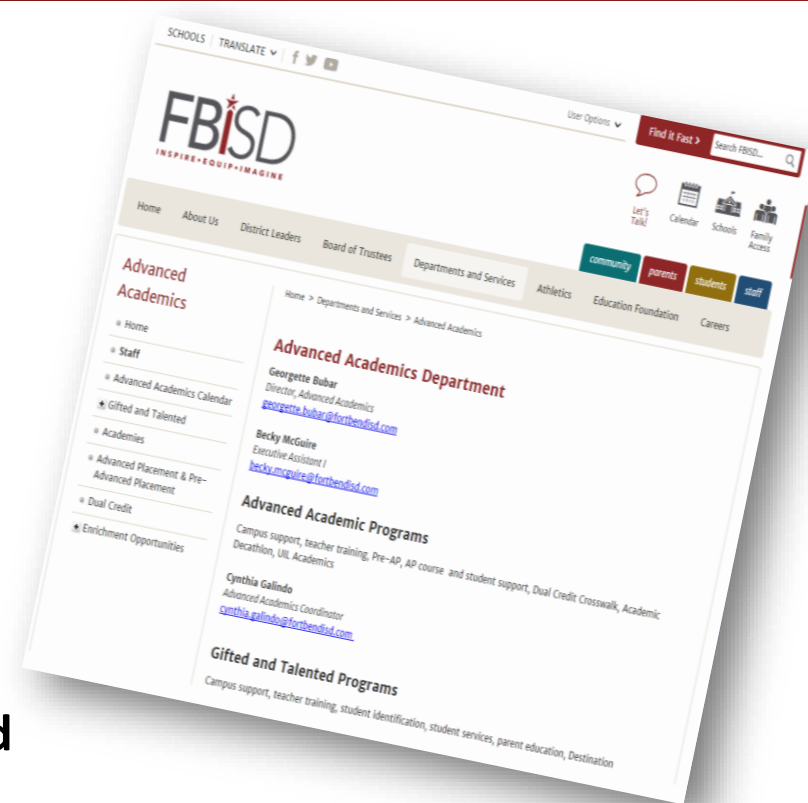 SCHOOLS TRANSLATE
User Options
Find it Fast >
Search FBISD...
FBISD
INSPIRE•EQUIP•IMAGINE
Let's Talk!
Calendar
Schools
Family Access
community
parents
students
staff
Home
About Us
District Leaders
Board of Trustees
Departments and Services
Athletics
Education Foundation
Careers
Advanced
Academics
Home
Staff
Advanced Academics Calendar
Gifted and Talented
Academies
Advanced Placement & Pre-
Advanced Placement
Dual Credit
Enrichment Opportunities
Home > Departments and Services > Advanced Academics
Advanced Academics Department
Georgette Bubar
Director, Advanced Academics
georgette.bubar@fortbendisd.com
Becky McGuire
Executive Assistant I
becky.mcguire@fortbendisd.com
Advanced Academic Programs
Campus support, teacher training, Pre-AP, AP course and student support, Dual Credit Crosswalk, Academic
Decathlon, UIL Academics
Cynthia Galindo
Advanced Academics Coordinator
cynthia.galindo@fortbendisd.com
Gifted and Talented Programs
Campus support, teacher training, student identification, student services, parent education, Destination